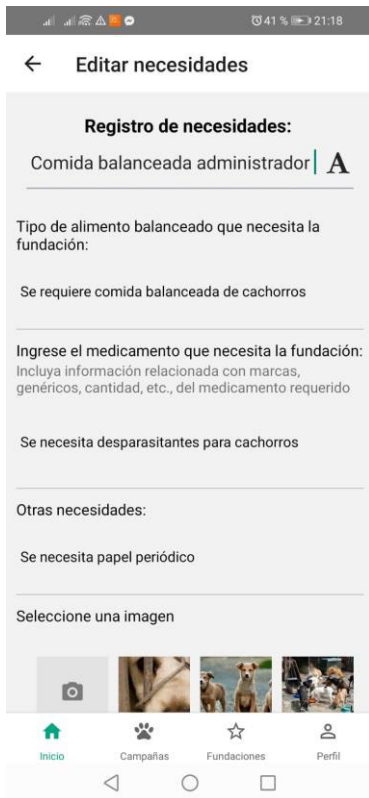 41 % 21:18
Editar necesidades
Registro de necesidades:
Comida balanceada administrador A
Tipo de alimento balanceado que necesita la
fundación:
Se requiere comida balanceada de cachorros
Ingrese el medicamento que necesita la fundación:
Incluya información relacionada con marcas,
genéricos, cantidad, etc., del medicamento requerido
Se necesita desparasitantes para cachorros
Otras necesidades:
Se necesita papel periódico
Seleccione una imagen
Inicio Campañas Fundaciones Perfil